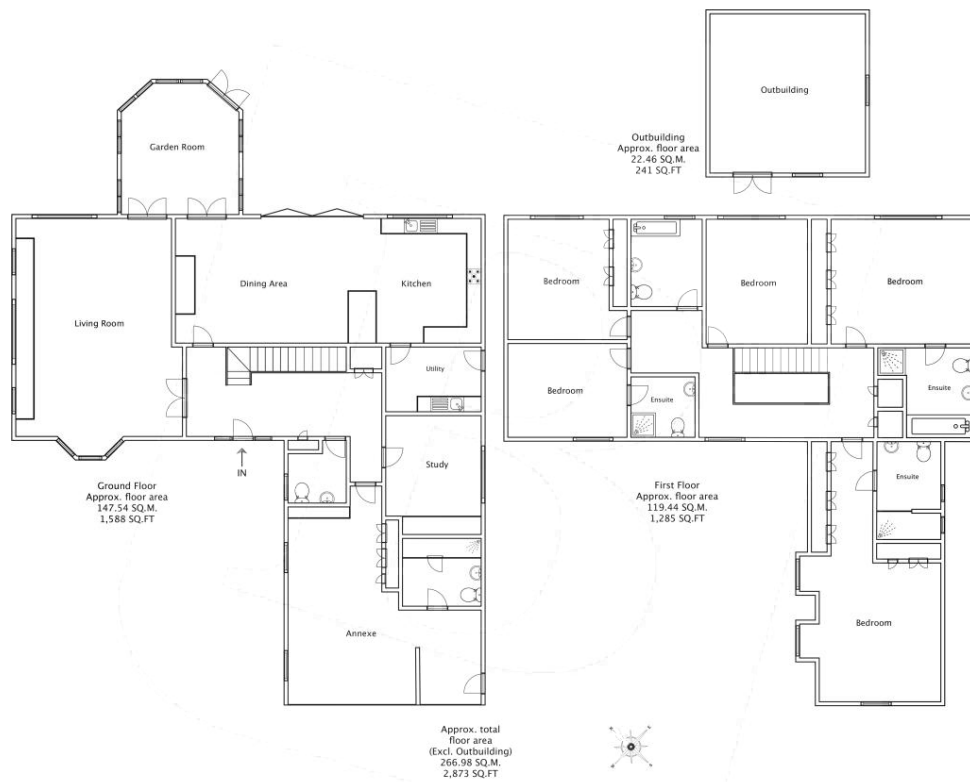 Garden Room
Outbuilding
Outbuilding
Approx. floor area
22.46 SQ.M.
241 SQ.FT
Living Room
Dining Area
Kitchen
Utility
Study
IN
Annexe
Ground Floor
Approx. floor area
147.54 SQ.M.
1,588 SQ.FT
Bedroom
Bedroom
Bedroom
Bedroom
Ensuite
Ensuite
Ensuite
Bedroom
First Floor
Approx. floor area
119.44 SQ.M.
1,285 SQ.FT
Approx. total
floor area
(Excl. Outbuilding)
266.98 SQ.M.
2,873 SQ.FT